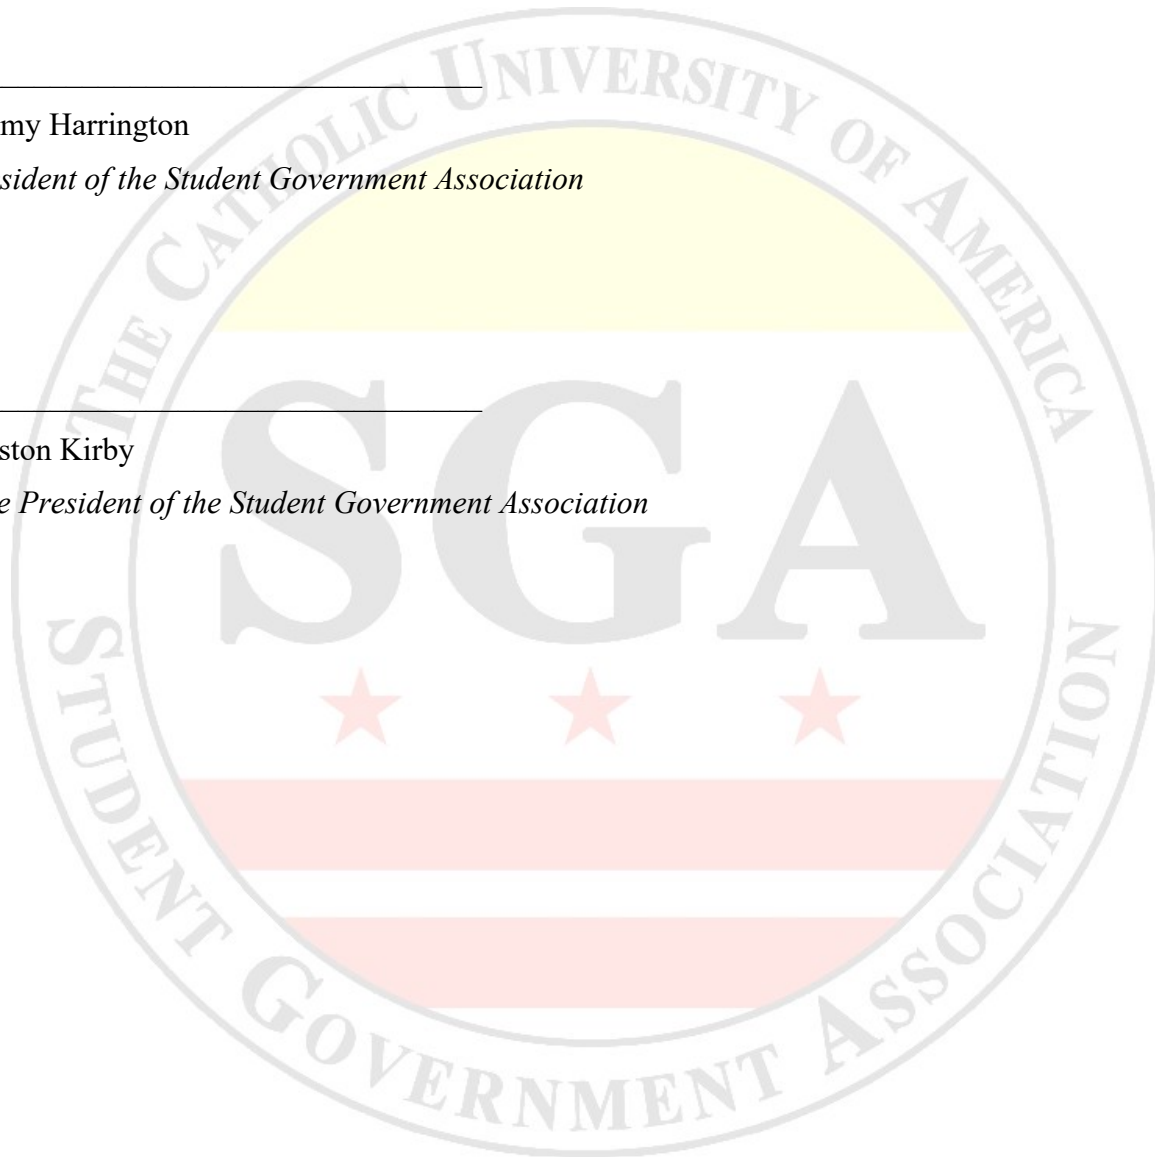 my Harrington
sident of the Student Government Association
ston Kirby
e President of the Student Government Association
THE CATHOLIC UNIVERSITY OF AMERICA
SGA
STUDENT GOVERNMENT ASSOCIATION